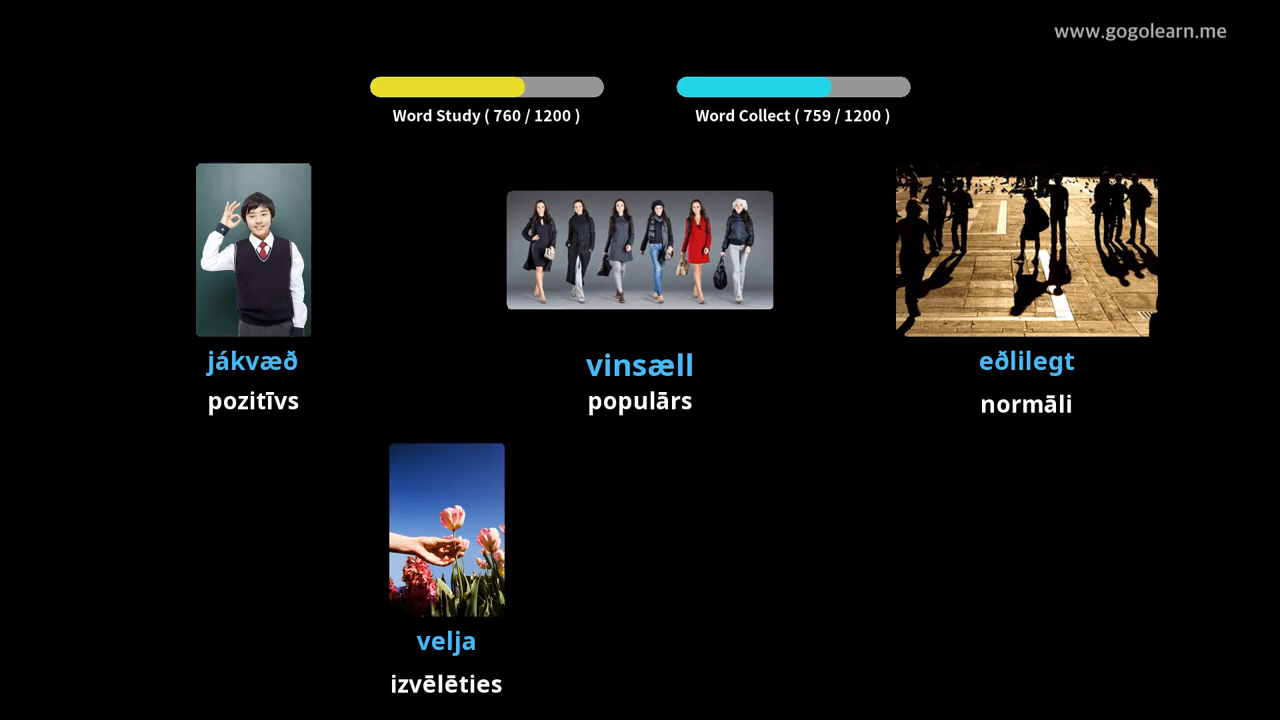 www.gogolearn.me
Word Study ( 760 / 1200 )
Word Collect ( 759 / 1200 )
jákvæð
pozitīvs
vinsæll
populārs
eðlilegt
normāli
velja
izvēlēties